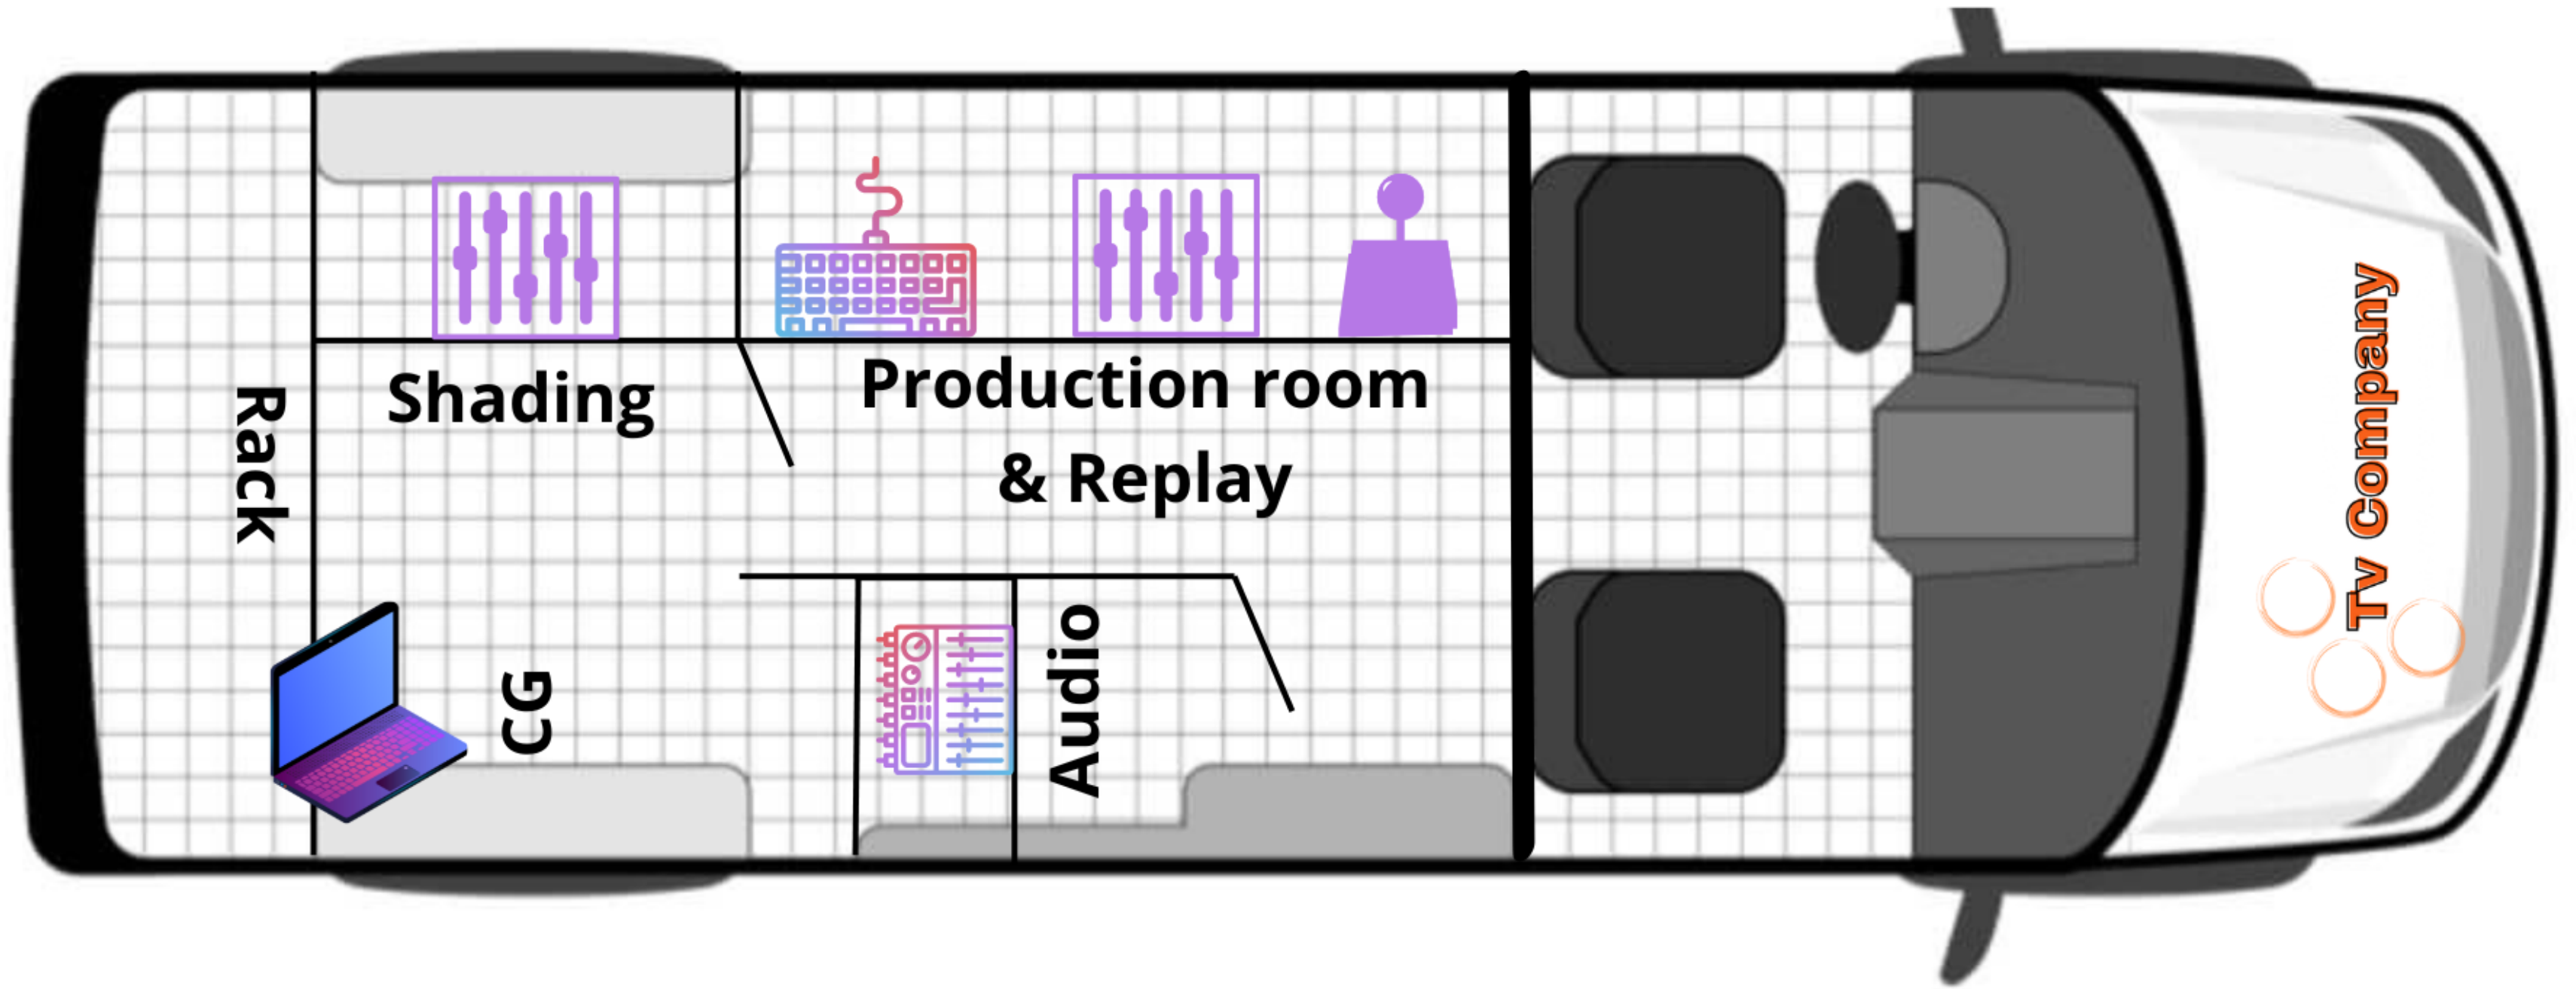 Rack
Shading
Production room
& Replay
CG
Audio
Tv Company